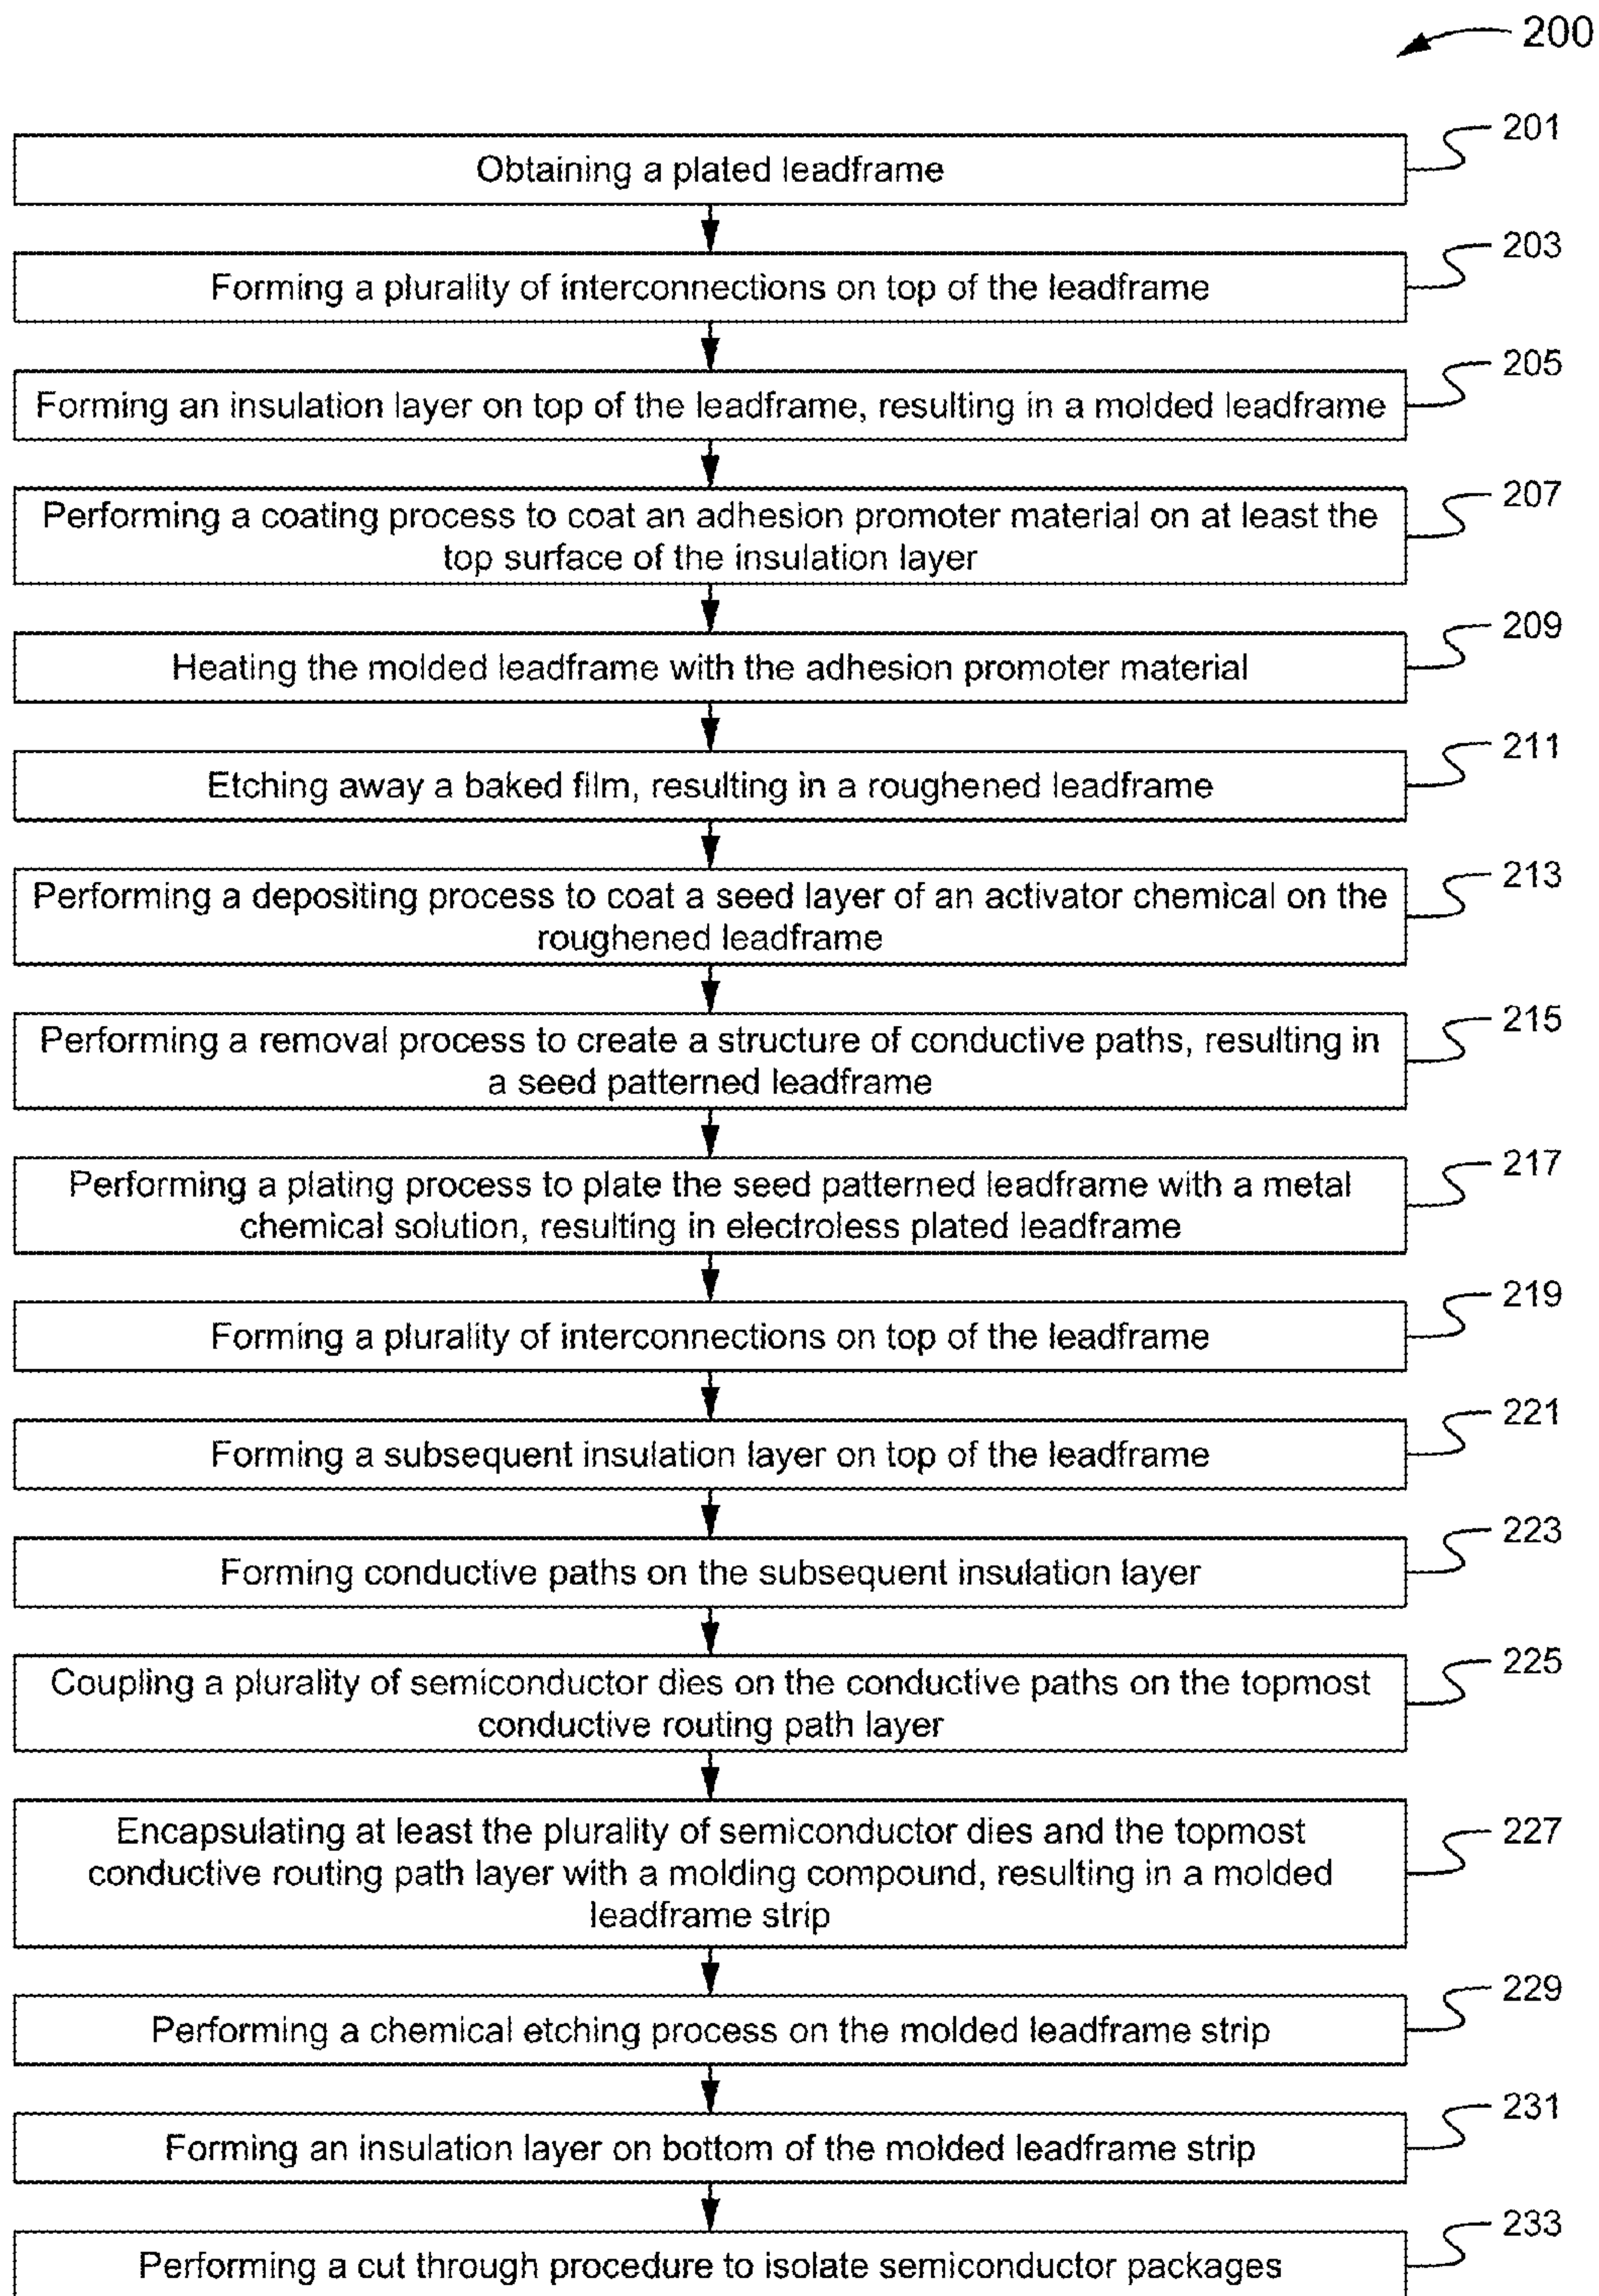 200
201
Obtaining a plated leadframe
203
Forming a plurality of interconnections on top of the leadframe
205
Forming an insulation layer on top of the leadframe, resulting in a molded leadframe
207
Performing a coating process to coat an adhesion promoter material on at least the
top surface of the insulation layer
209
Heating the molded leadframe with the adhesion promoter material
211
Etching away a baked film, resulting in a roughened leadframe
213
Performing a depositing process to coat a seed layer of an activator chemical on the
roughened leadframe
215
Performing a removal process to create a structure of conductive paths, resulting in
a seed patterned leadframe
217
Performing a plating process to plate the seed patterned leadframe with a metal
chemical solution, resulting in electroless plated leadframe
219
Forming a plurality of interconnections on top of the leadframe
221
Forming a subsequent insulation layer on top of the leadframe
223
Forming conductive paths on the subsequent insulation layer
225
Coupling a plurality of semiconductor dies on the conductive paths on the topmost
conductive routing path layer
227
Encapsulating at least the plurality of semiconductor dies and the topmost
conductive routing path layer with a molding compound, resulting in a molded
leadframe strip
229
Performing a chemical etching process on the molded leadframe strip
231
Forming an insulation layer on bottom of the molded leadframe strip
233
Performing a cut through procedure to isolate semiconductor packages